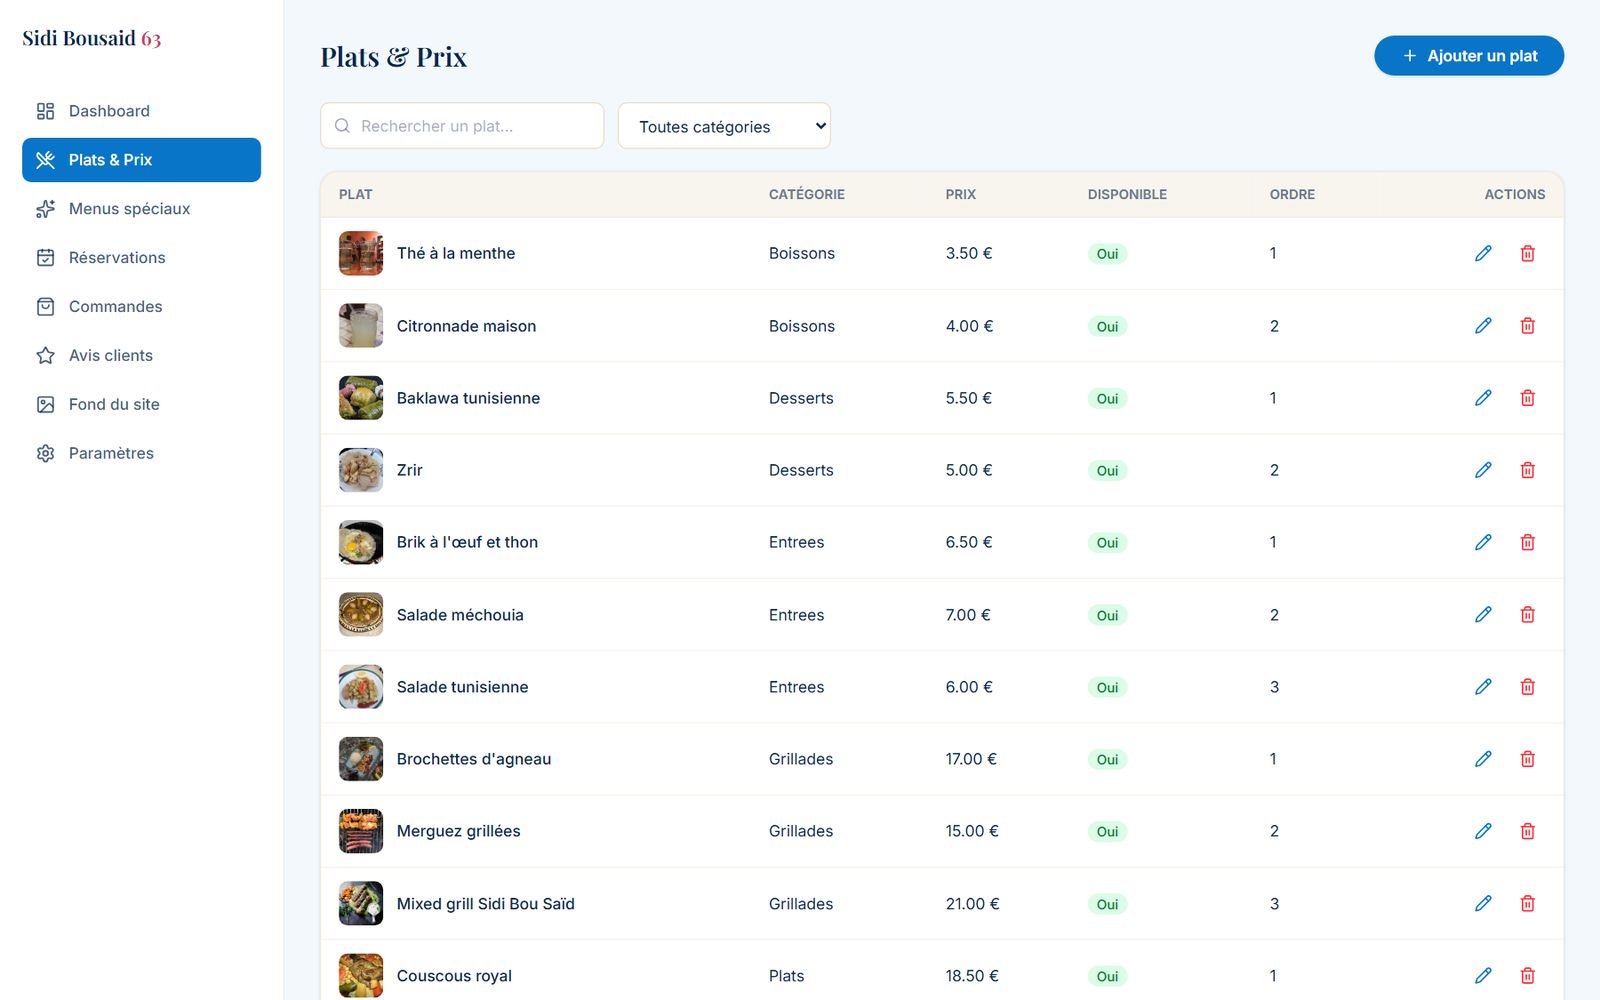 Sidi Bousaid 63
Dashboard
Plats & Prix
Menus spéciaux
Réservations
Commandes
Avis clients
Fond du site
Paramètres
Plats & Prix
+ Ajouter un plat
Rechercher un plat...
Toutes catégories
PLAT CATÉGORIE PRIX DISPONIBLE ORDRE ACTIONS
Thé à la menthe Boissons 3.50 € Oui 1
Citronnade maison Boissons 4.00 € Oui 2
Baklawa tunisienne Desserts 5.50 € Oui 1
Zrir Desserts 5.00 € Oui 2
Brik à l'œuf et thon Entrees 6.50 € Oui 1
Salade méchouia Entrees 7.00 € Oui 2
Salade tunisienne Entrees 6.00 € Oui 3
Brochettes d'agneau Grillades 17.00 € Oui 1
Merguez grillées Grillades 15.00 € Oui 2
Mixed grill Sidi Bou Saïd Grillades 21.00 € Oui 3
Couscous royal Plats 18.50 € Oui 1